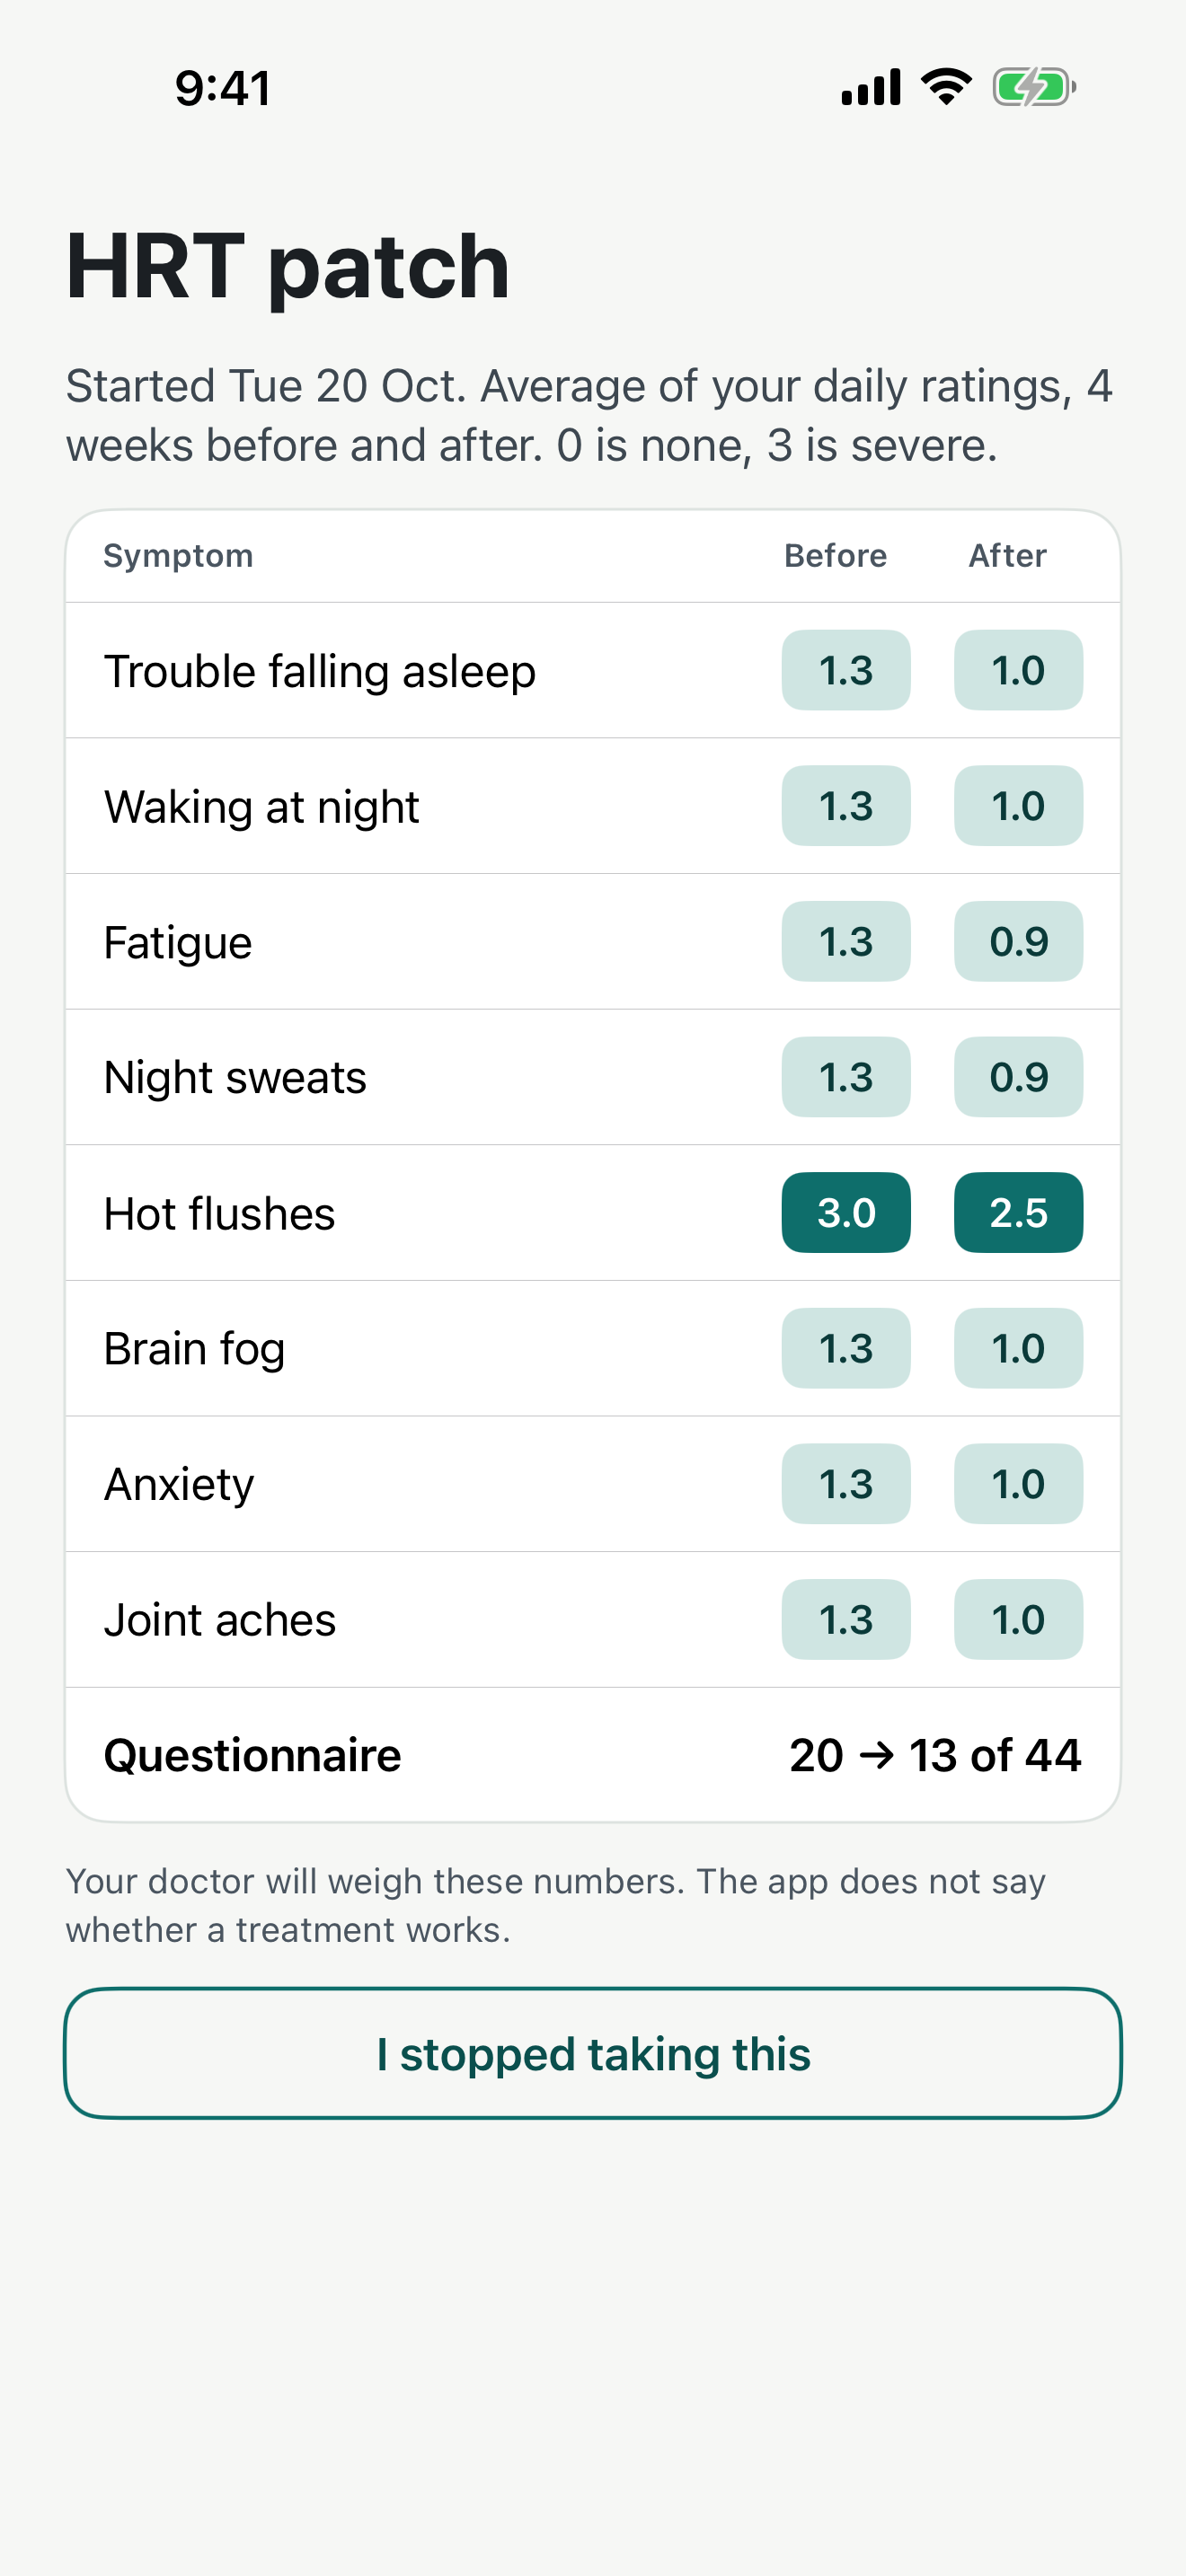 9:41
HRT patch
Started Tue 20 Oct. Average of your daily ratings, 4
weeks before and after. 0 is none, 3 is severe.
Symptom Before After
Trouble falling asleep 1.3 1.0
Waking at night 1.3 1.0
Fatigue 1.3 0.9
Night sweats 1.3 0.9
Hot flushes 3.0 2.5
Brain fog 1.3 1.0
Anxiety 1.3 1.0
Joint aches 1.3 1.0
Questionnaire 20 → 13 of 44
Your doctor will weigh these numbers. The app does not say
whether a treatment works.
I stopped taking this